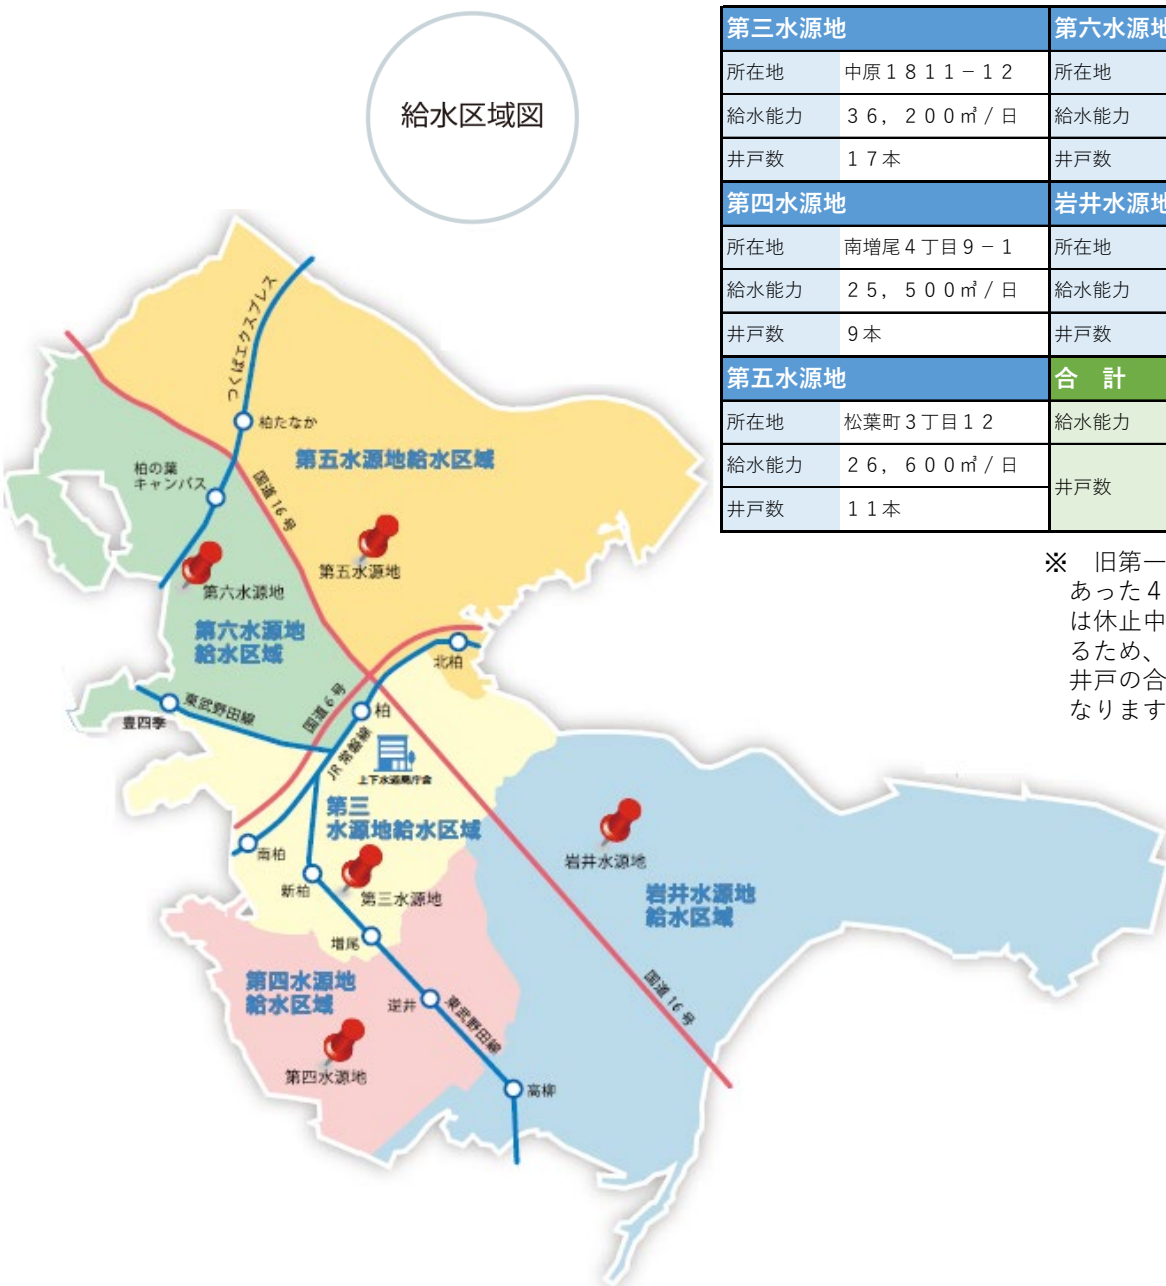 給水区域図
第三水源地 第六水源地
所在地 中原１８１１－１２ 所在地
給水能力 ３６，２００㎥／日 給水能力
井戸数 １７本 井戸数
第四水源地 岩井水源地
所在地 南増尾４丁目９－１ 所在地
給水能力 ２５，５００㎥／日 給水能力
井戸数 ９本 井戸数
第五水源地 合　計
所在地 松葉町３丁目１２ 給水能力
給水能力 ２６，６００㎥／日
井戸数
井戸数 １１本
※　旧第一
あった４
は休止中
るため、
井戸の合
なります
つくばエクスプレス
柏たなか
第五水源地給水区域
柏の葉
キャンパス
国道16号
第五水源地
第六水源地
第六水源地
給水区域
北柏
豊四季
東武野田線
国道6号
柏
JR常磐線
上下水道局庁舎
第三
水源地給水区域
南柏
新柏
第三水源地
岩井水源地
岩井水源地
給水区域
増尾
第四水源地
給水区域
逆井
東武野田線
国道16号
第四水源地
高柳